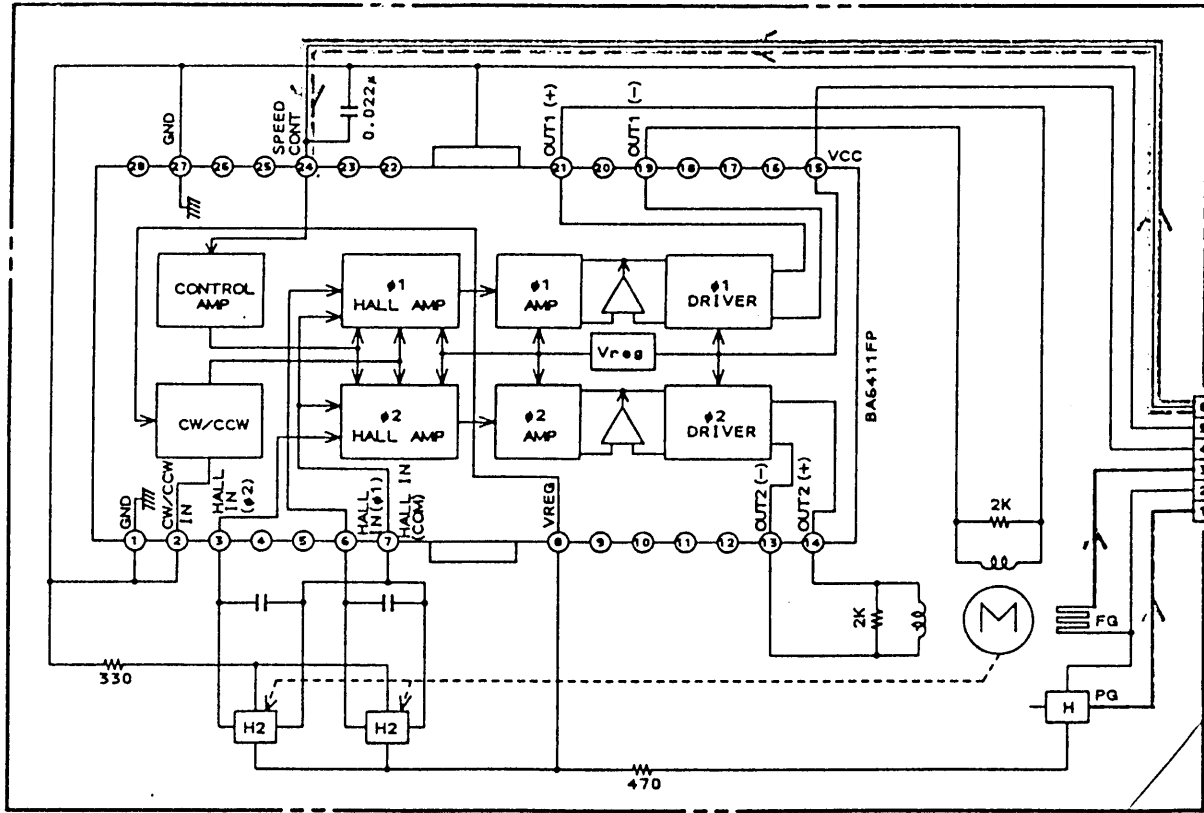 GND
SPEED
CONT
0.022μ
OUT1 (+)
OUT1 (-)
VCC
28
27
26
25
24
23
22
21
20
19
18
17
16
15
CONTROL
AMP
φ1
HALL AMP
φ1
AMP
φ1
DRIVER
Vreg
CW/CCW
φ2
HALL AMP
φ2
AMP
φ2
DRIVER
BA6411FP
GND
CW/CCW
IN
HALL
IN
(φ2)
HALL
IN(φ1)
HALL IN
(COM)
VREG
OUT2 (-)
OUT2 (+)
1
2
3
4
5
6
7
8
9
10
11
12
13
14
2K
2K
M
FG
PG
H
330
H2
H2
470